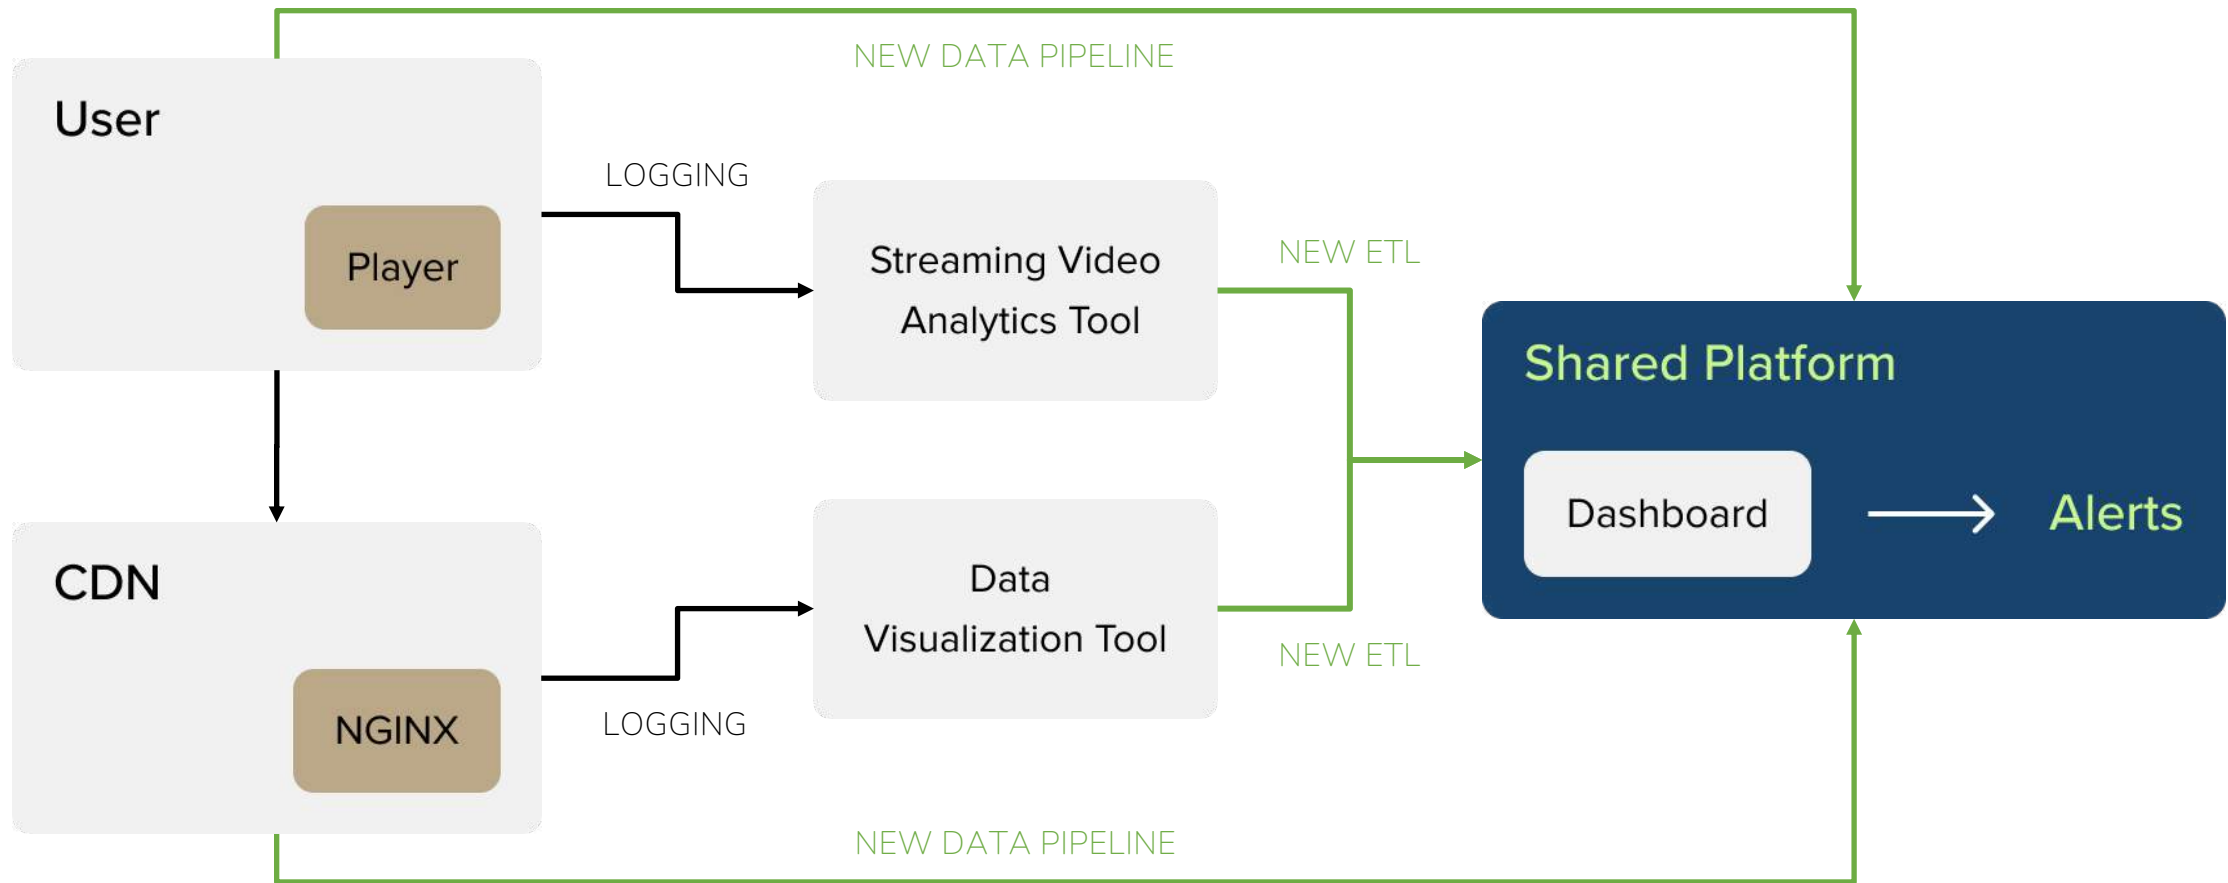 NEW DATA PIPELINE
User
Player
LOGGING
Streaming Video
Analytics Tool
NEW ETL
Shared Platform
Dashboard
Alerts
CDN
NGINX
LOGGING
Data
Visualization Tool
NEW ETL
NEW DATA PIPELINE